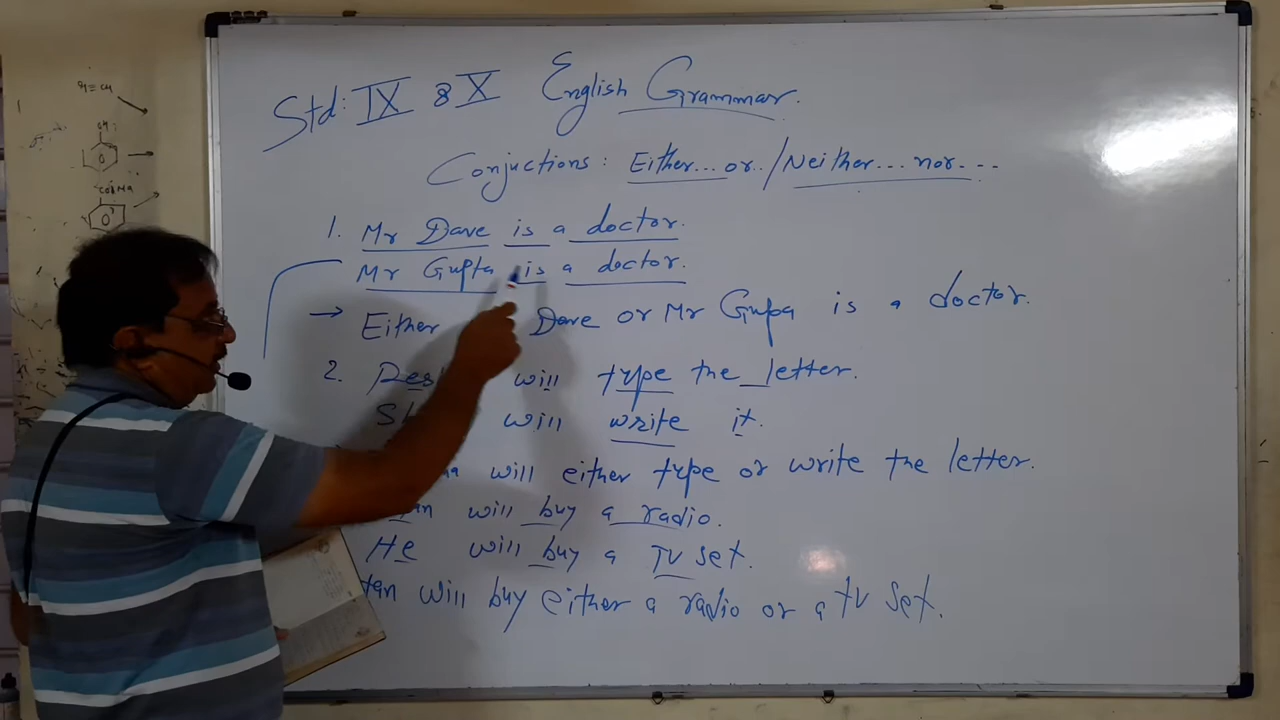 Std: IX & X English Grammar.
Conjuctions: Either...or../Neither...nor....
1. Mr Dave is a doctor.
Mr Gupta is a doctor.
→ Either Dave or Mr Gupa is a doctor.
2. will type the letter.
will write it.
will either type or write the letter.
will buy a radio.
He will buy a TV set.
will buy either a radio or a tv set.